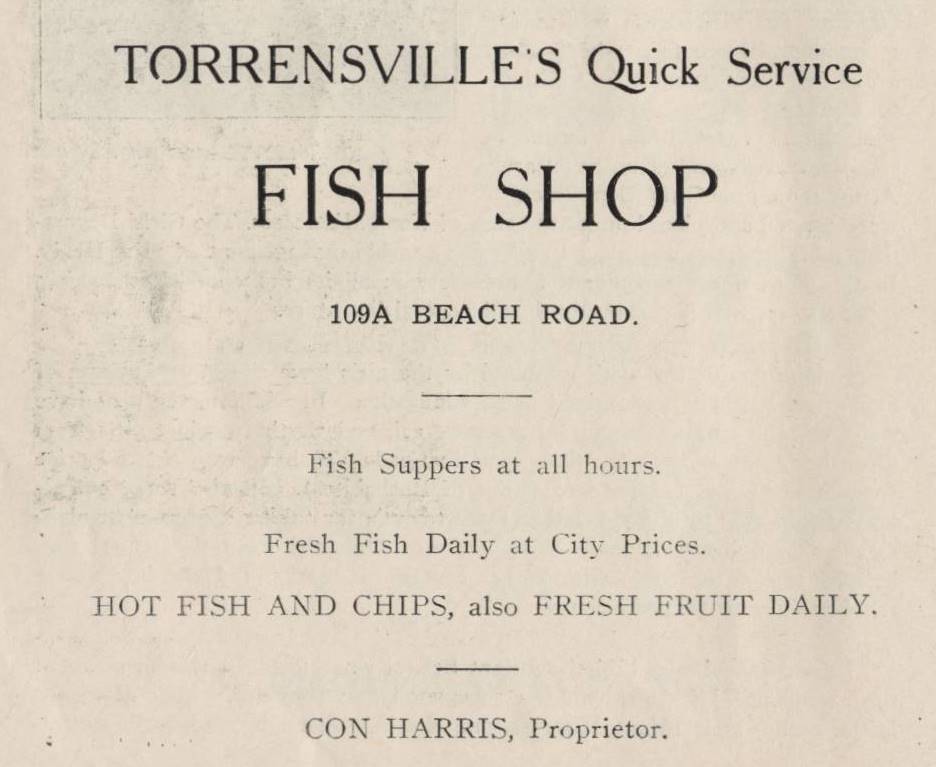 TORRENSVILLE'S Quick Service
FISH SHOP
109A BEACH ROAD.
Fish Suppers at all hours.
Fresh Fish Daily at City Prices.
HOT FISH AND CHIPS, also FRESH FRUIT DAILY.
CON HARRIS, Proprietor.